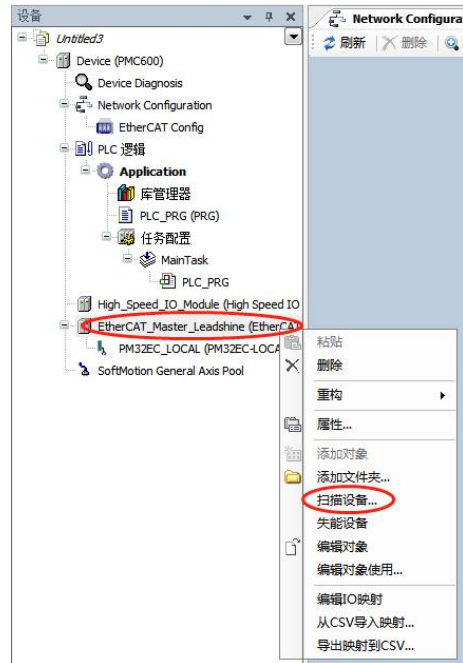 设备
Untitled3
Device (PMC600)
Device Diagnosis
Network Configuration
EtherCAT Config
PLC 逻辑
Application
库管理器
PLC_PRG (PRG)
任务配置
MainTask
PLC_PRG
High_Speed_IO_Module (High Speed IO
EtherCAT_Master_Leadshine (EtherCAT
PM32EC_LOCAL (PM32EC-LOCA
SoftMotion General Axis Pool
Network Configura
刷新 删除
粘贴
删除
重构
属性...
添加对象
添加文件夹...
扫描设备...
失能设备
编辑对象
编辑对象使用...
编辑IO映射
从CSV导入映射...
导出映射到CSV...